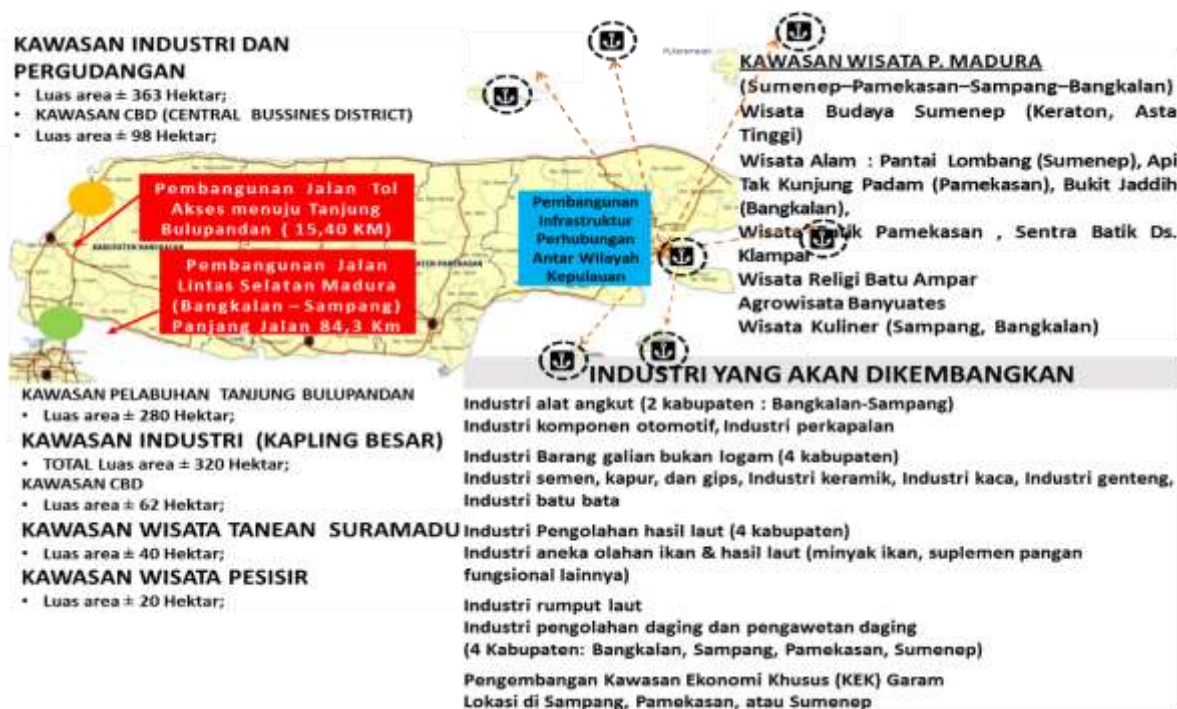 KAWASAN INDUSTRI DAN
PERGUDANGAN
• Luas area ± 363 Hektar;
• KAWASAN CBD (CENTRAL BUSSINES DISTRICT)
• Luas area ± 98 Hektar;
Pembangunan Jalan Tol
Akses menuju Tanjung
Bulupandan ( 15,40 KM)
KABUPATEN BANGKALAN
Pembangunan Jalan
Lintas Selatan Madura
(Bangkalan – Sampang)
Panjang Jalan 84,3 Km
Pembangunan
Infrastruktur
Perhubungan
Antar Wilayah
Kepulauan
KAWASAN WISATA P. MADURA
(Sumenep–Pamekasan–Sampang–Bangkalan)
Wisata Budaya Sumenep (Keraton, Asta
Tinggi)
Wisata Alam : Pantai Lombang (Sumenep), Api
Tak Kunjung Padam (Pamekasan), Bukit Jaddih
(Bangkalan),
Wisata Batik Pamekasan , Sentra Batik Ds.
Klampar
Wisata Religi Batu Ampar
Agrowisata Banyuates
Wisata Kuliner (Sampang, Bangkalan)
KAWASAN PELABUHAN TANJUNG BULUPANDAN
• Luas area ± 280 Hektar;
KAWASAN INDUSTRI (KAPLING BESAR)
• TOTAL Luas area ± 320 Hektar;
KAWASAN CBD
• Luas area ± 62 Hektar;
KAWASAN WISATA TANEAN SURAMADU
• Luas area ± 40 Hektar;
KAWASAN WISATA PESISIR
• Luas area ± 20 Hektar;
INDUSTRI YANG AKAN DIKEMBANGKAN
Industri alat angkut (2 kabupaten : Bangkalan-Sampang)
Industri komponen otomotif, Industri perkapalan
Industri Barang galian bukan logam (4 kabupaten)
Industri semen, kapur, dan gips, Industri keramik, Industri kaca, Industri genteng,
Industri batu bata
Industri Pengolahan hasil laut (4 kabupaten)
Industri aneka olahan ikan & hasil laut (minyak ikan, suplemen pangan
fungsional lainnya)
Industri rumput laut
Industri pengolahan daging dan pengawetan daging
(4 Kabupaten: Bangkalan, Sampang, Pamekasan, Sumenep)
Pengembangan Kawasan Ekonomi Khusus (KEK) Garam
Lokasi di Sampang, Pamekasan, atau Sumenep